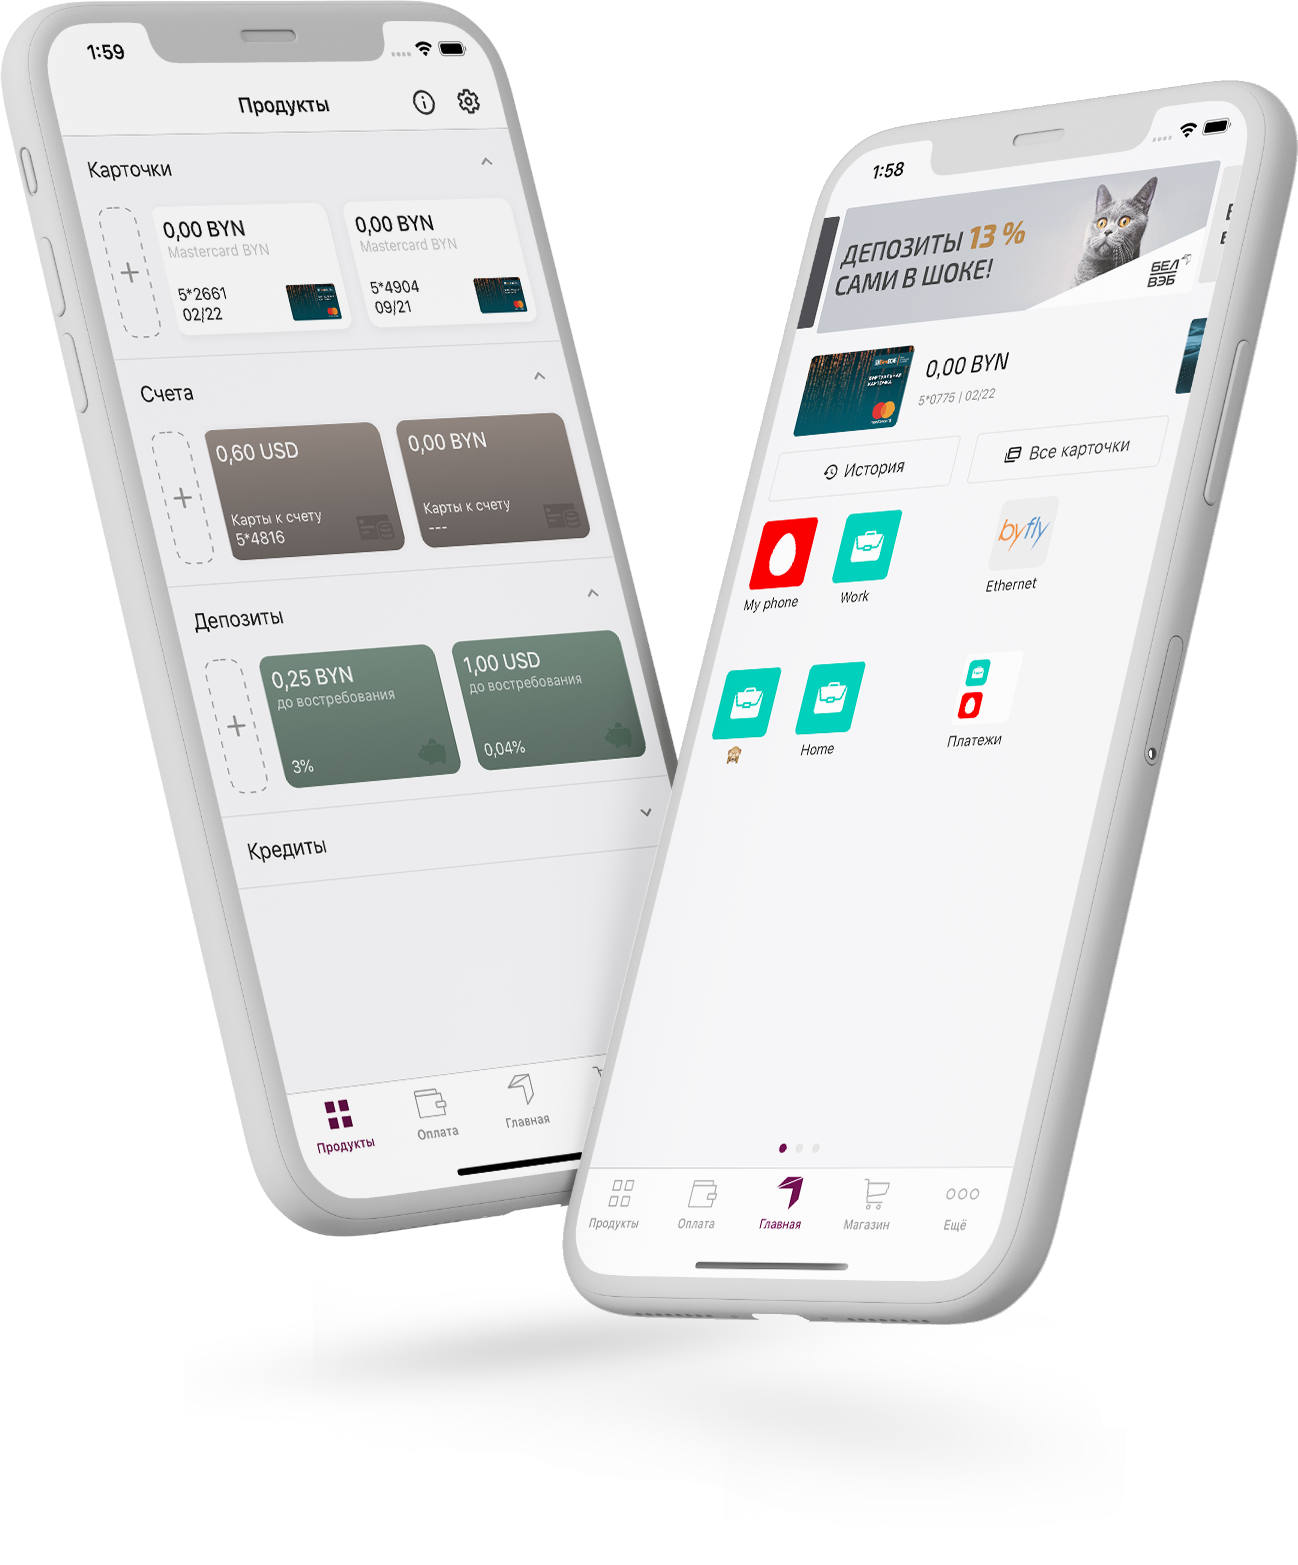 1:59
Продукты
Карточки
0,00 BYN
Mastercard BYN
5*2661
02/22
0,00 BYN
Mastercard BYN
5*4904
09/21
Счета
0,60 USD
Карты к счету
5*4816
0,00 BYN
Карты к счету
---
Депозиты
0,25 BYN
до востребования
3%
1,00 USD
до востребования
0,04%
Кредиты
Продукты
Оплата
Главная
1:58
ДЕПОЗИТЫ 13 %
САМИ В ШОКЕ!
БЕЛ
ВЭБ
ВИРТУАЛЬНАЯ
КАРТОЧКА
0,00 BYN
5*0775 | 02/22
История
Все карточки
My phone
Work
byfly
Ethernet
Home
Платежи
Продукты
Оплата
Главная
Магазин
Ещё